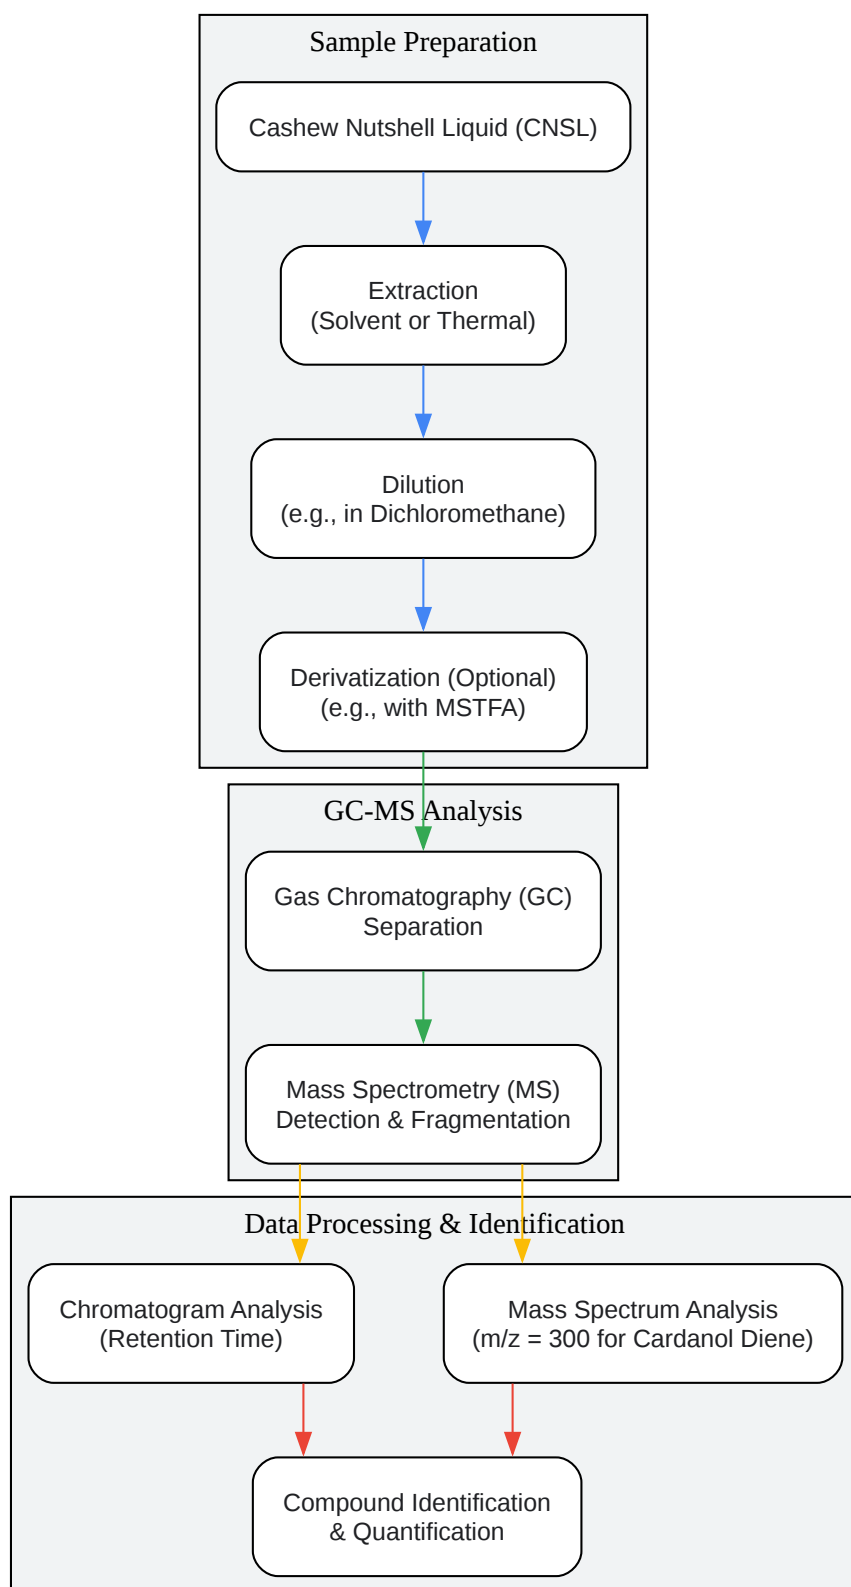 Sample Preparation
Cashew Nutshell Liquid (CNSL)
Extraction
(Solvent or Thermal)
Dilution
(e.g., in Dichloromethane)
Derivatization (Optional)
(e.g., with MSTFA)
GC-MS Analysis
Gas Chromatography (GC)
Separation
Mass Spectrometry (MS)
Detection & Fragmentation
Data Processing & Identification
Chromatogram Analysis
(Retention Time)
Mass Spectrum Analysis
(m/z = 300 for Cardanol Diene)
Compound Identification
& Quantification